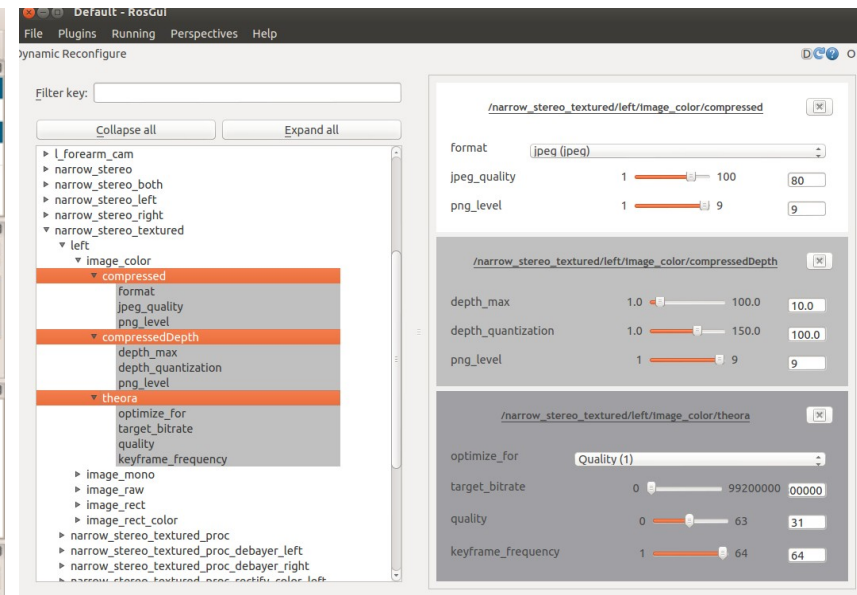 Default - RosGui
File Plugins Running Perspectives Help
Dynamic Reconfigure
D O
Filter key:
Collapse all Expand all
l_forearm_cam
narrow_stereo
narrow_stereo_both
narrow_stereo_left
narrow_stereo_right
narrow_stereo_textured
left
image_color
compressed
format
jpeg_quality
png_level
compressedDepth
depth_max
depth_quantization
png_level
theora
optimize_for
target_bitrate
quality
keyframe_frequency
image_mono
image_raw
image_rect
image_rect_color
narrow_stereo_textured_proc
narrow_stereo_textured_proc_debayer_left
narrow_stereo_textured_proc_debayer_right
narrow_stereo_textured_proc_rectify_color_left
/narrow_stereo_textured/left/image_color/compressed
format jpeg (jpeg)
jpeg_quality 1 100 80
png_level 1 9 9
/narrow_stereo_textured/left/image_color/compressedDepth
depth_max 1.0 100.0 10.0
depth_quantization 1.0 150.0 100.0
png_level 1 9 9
/narrow_stereo_textured/left/image_color/theora
optimize_for Quality (1)
target_bitrate 0 99200000 00000
quality 0 63 31
keyframe_frequency 1 64 64